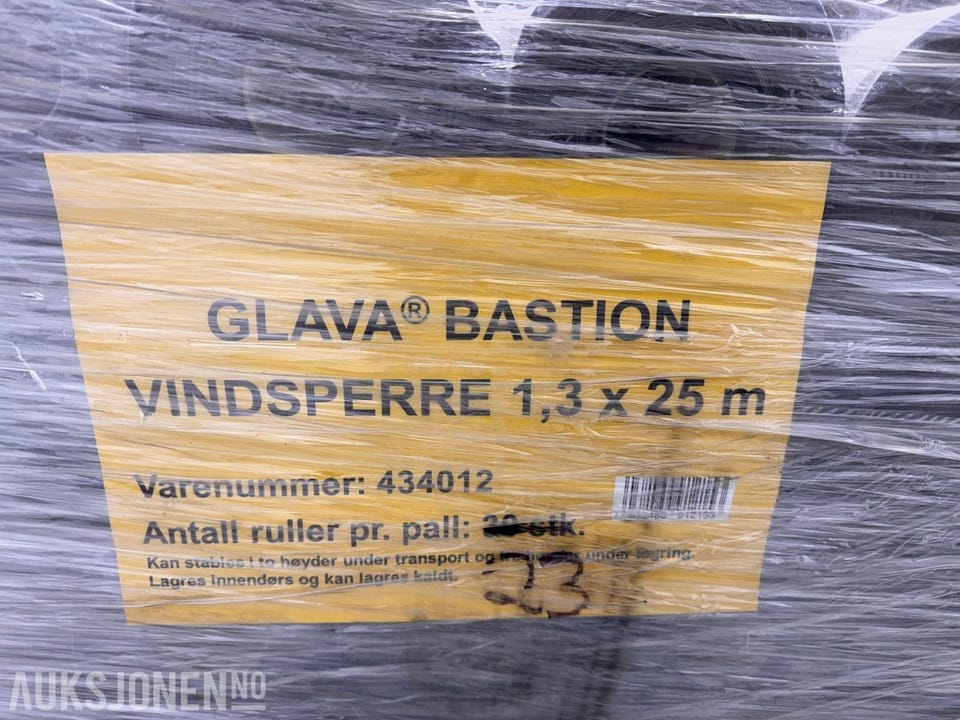 GLAVA® BASTION
VINDSPERRE 1,3 x 25 m
Varenummer: 434012
Antall ruller pr. pall: stk.
Kan stables i to høyder under transport og under lagring.
Lagres innendørs og kan lagres kaldt.
23
AUKSJONEN.NO